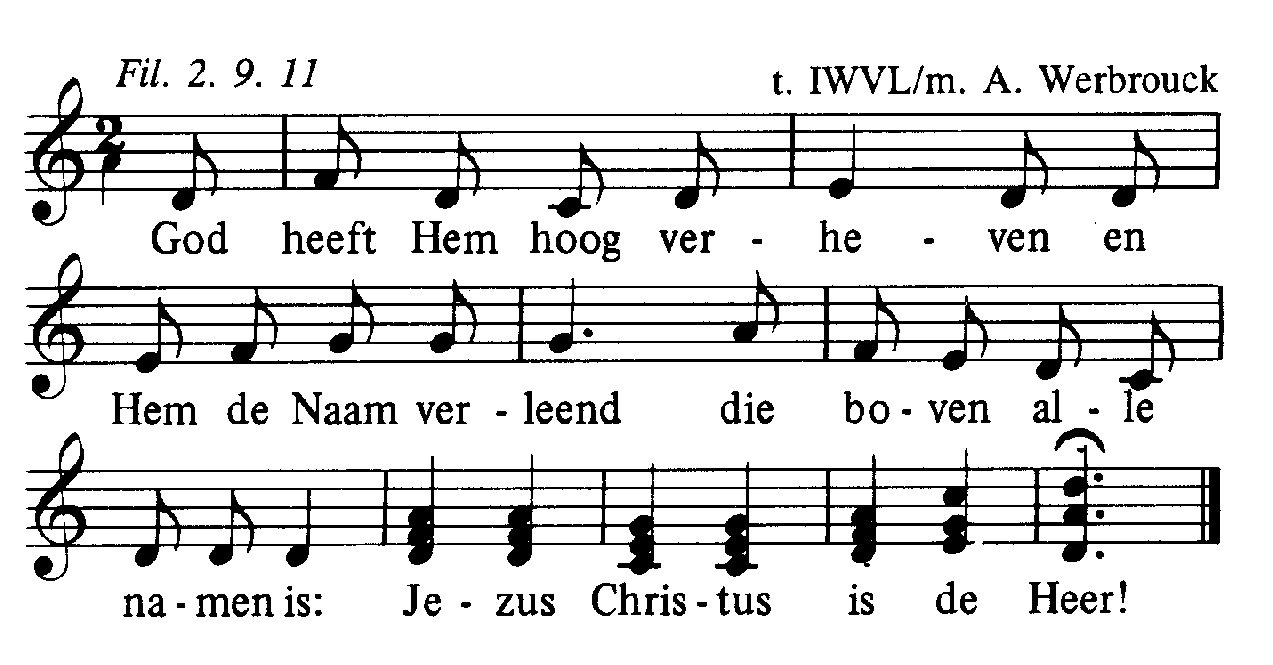 Fil. 2. 9. 11 t. IWVL/m. A. Werbrouck
God heeft Hem hoog ver - he - ven en
Hem de Naam ver - leend die bo - ven al - le
na - men is: Je - zus Chris - tus is de Heer!